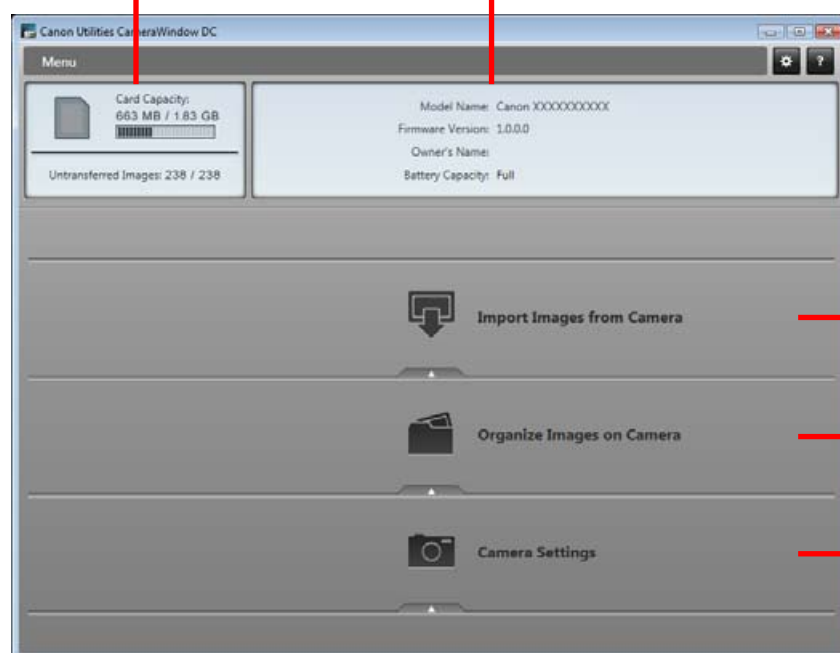 Canon Utilities CameraWindow DC
Menu
?
Card Capacity:
663 MB / 1.83 GB
Untransferred Images: 238 / 238
Model Name: Canon XXXXXXXXXX
Firmware Version: 1.0.0.0
Owner's Name:
Battery Capacity: Full
Import Images from Camera
Organize Images on Camera
Camera Settings